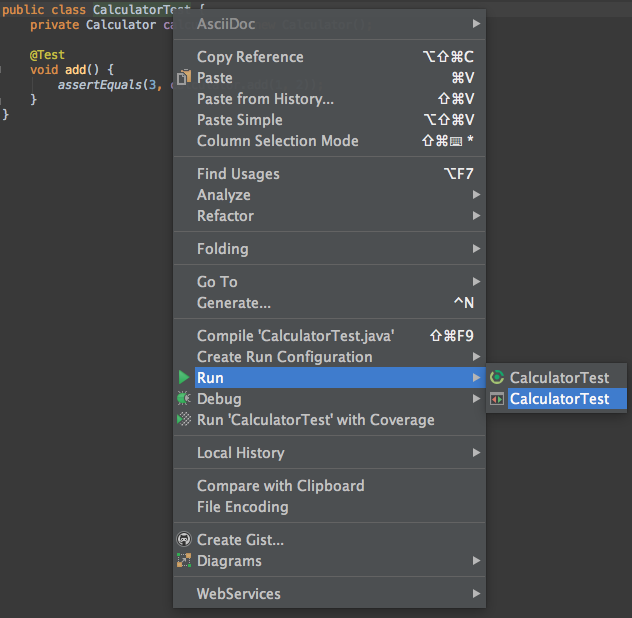 public class CalculatorTest {
private Calculator ca
@Test
void add() {
assertEquals(3,
}
}
AsciiDoc
Copy Reference ⌥⇧⌘C
Paste ⌘V
Paste from History... ⇧⌘V
Paste Simple ⌥⇧⌘V
Column Selection Mode ⇧⌘⌨ *
Find Usages ⌥F7
Analyze
Refactor
Folding
Go To
Generate... ^N
Compile 'CalculatorTest.java' ⇧⌘F9
Create Run Configuration
Run
CalculatorTest
Debug
CalculatorTest
Run 'CalculatorTest' with Coverage
Local History
Compare with Clipboard
File Encoding
Create Gist...
Diagrams
WebServices